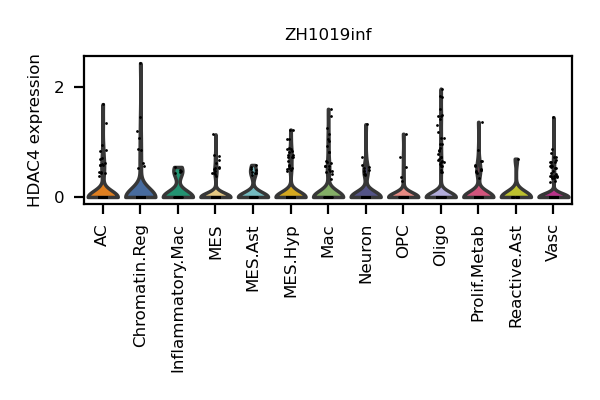 ZH1019inf
HDAC4 expression
2
0
AC
Chromatin.Reg
Inflammatory.Mac
MES
MES.Ast
MES.Hyp
Mac
Neuron
OPC
Oligo
Prolif.Metab
Reactive.Ast
Vasc